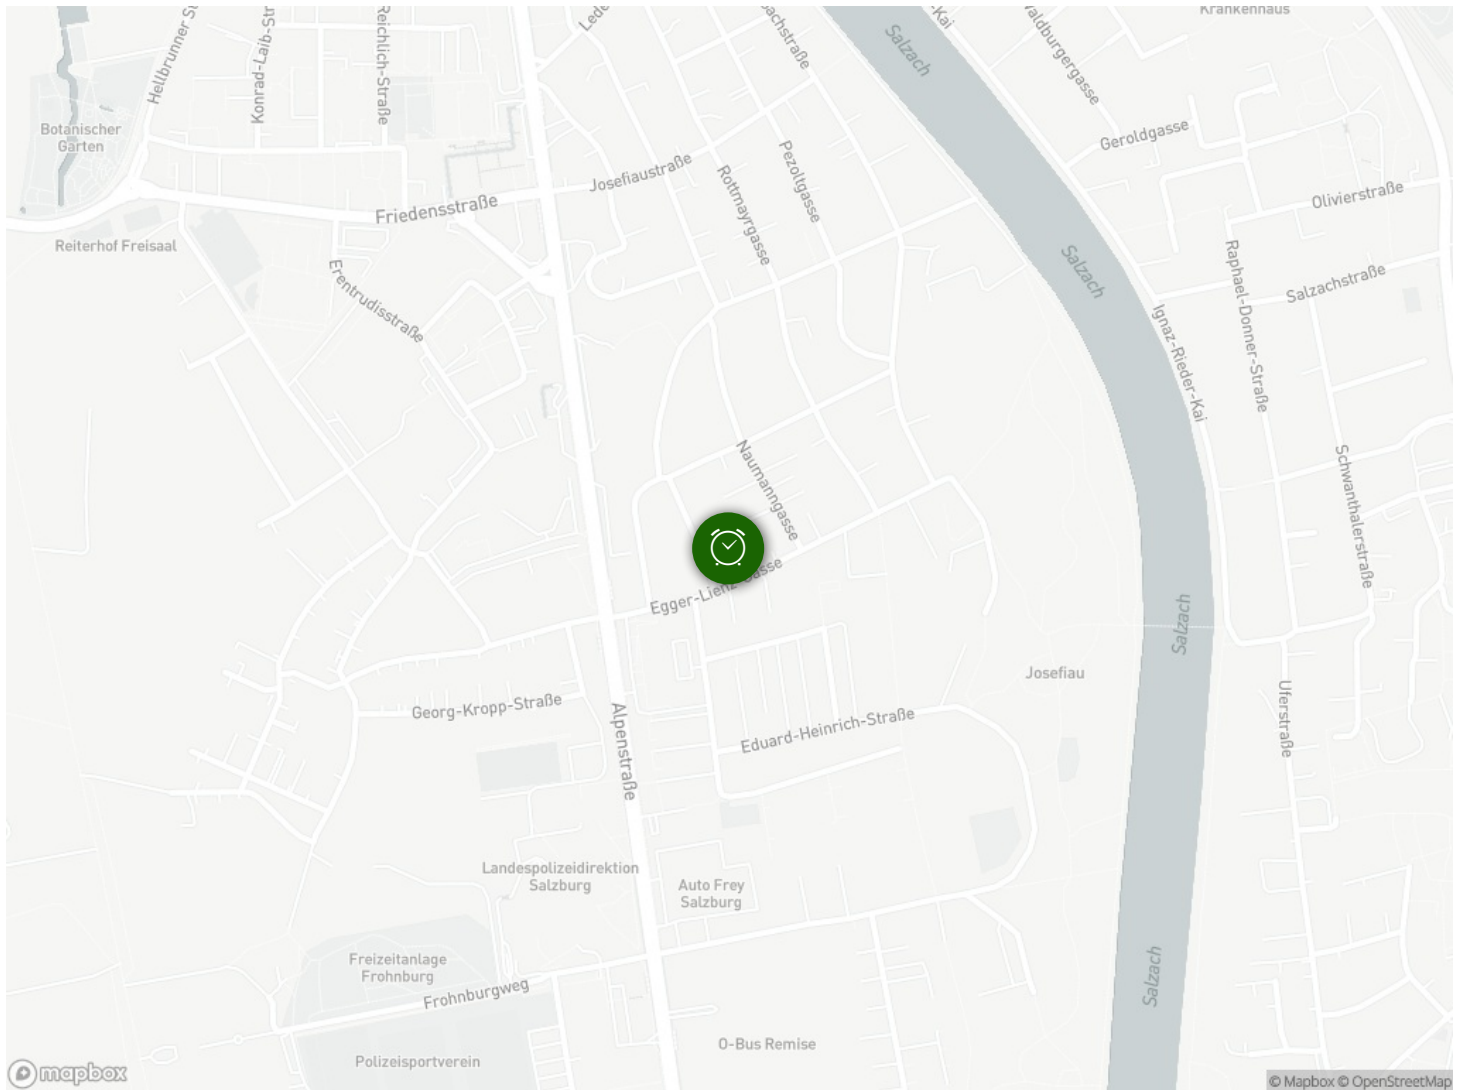 Hellbrunner S
Konrad-Laib-Str
Reichlich-Straße
Lede
bachstraße
-Kai
Salzach
waldburgergasse
Krankenhaus
Botanischer
Garten
Geroldgasse
Josefiaustraße
Pezoltgasse
Rottmayrgasse
Friedensstraße
Olivierstraße
Reiterhof Freisaal
Erentrudisstraße
Salzach
Raphael-Donner-Straße
Salzachstraße
Ignaz-Rieder-Kai
Naumanngasse
Schwanthalerstraße
Egger-Lienz-Gasse
Salzach
Josefiau
Georg-Kropp-Straße
Alpenstraße
Eduard-Heinrich-Straße
Uferstraße
Landespolizeidirektion
Salzburg
Auto Frey
Salzburg
Freizeitanlage
Frohnburg
Frohnburgweg
Salzach
O-Bus Remise
Polizeisportverein
mapbox
© Mapbox © OpenStreetMap